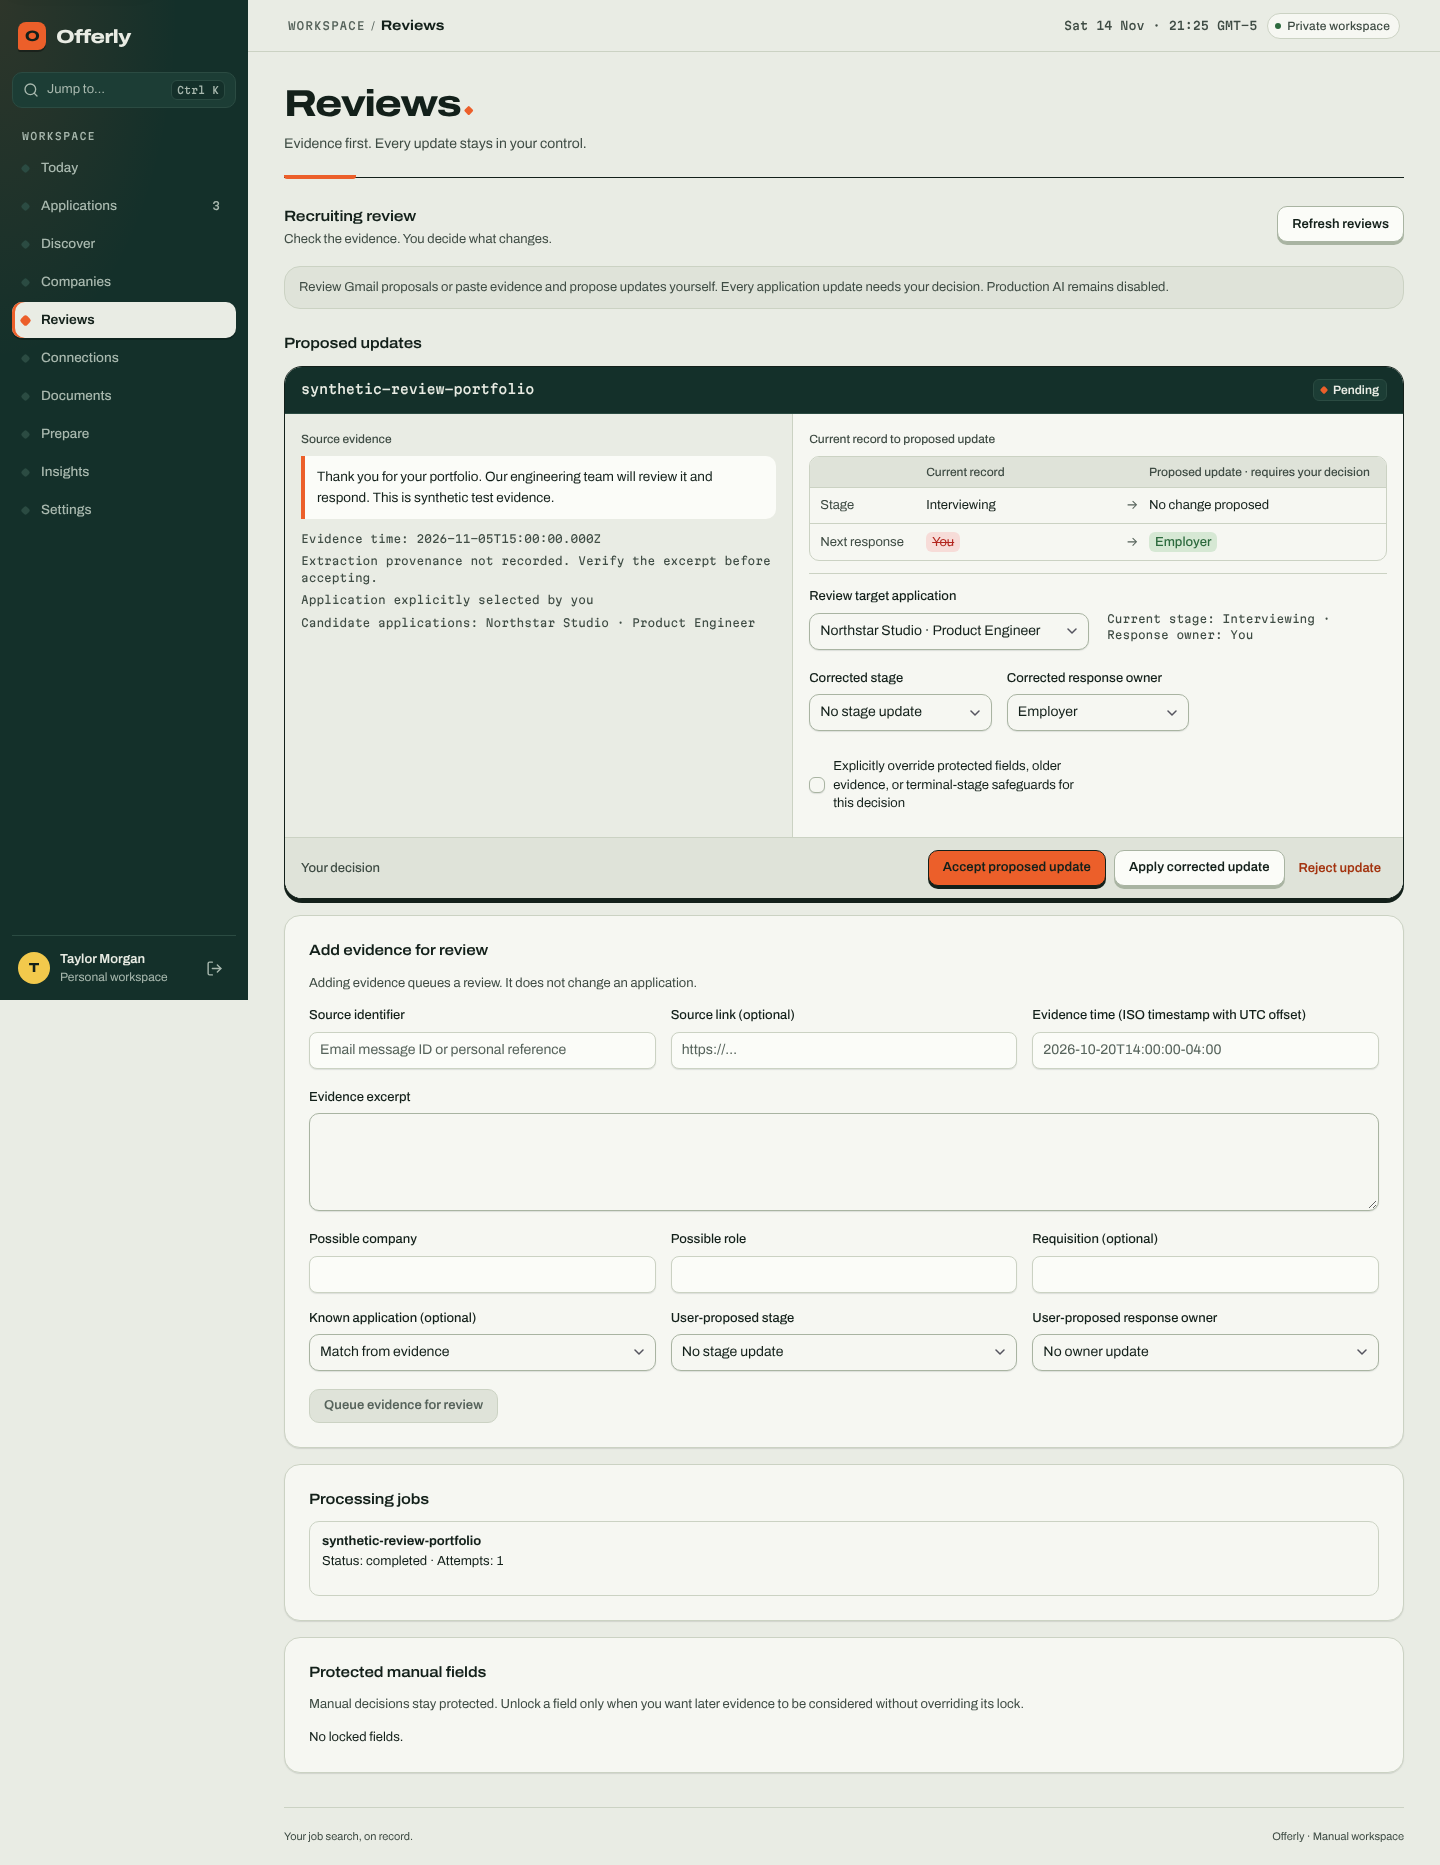 O Offerly
Jump to... Ctrl K
WORKSPACE
Today
Applications 3
Discover
Companies
Reviews
Connections
Documents
Prepare
Insights
Settings
T Taylor Morgan
Personal workspace
WORKSPACE / Reviews
Sat 14 Nov · 21:25 GMT-5
Private workspace
Reviews
Evidence first. Every update stays in your control.
Recruiting review
Check the evidence. You decide what changes.
Refresh reviews
Review Gmail proposals or paste evidence and propose updates yourself. Every application update needs your decision. Production AI remains disabled.
Proposed updates
synthetic-review-portfolio
Pending
Source evidence
Thank you for your portfolio. Our engineering team will review it and
respond. This is synthetic test evidence.
Evidence time: 2026-11-05T15:00:00.000Z
Extraction provenance not recorded. Verify the excerpt before
accepting.
Application explicitly selected by you
Candidate applications: Northstar Studio · Product Engineer
Current record to proposed update
Current record Proposed update · requires your decision
Stage Interviewing → No change proposed
Next response You → Employer
Review target application
Northstar Studio · Product Engineer
Current stage: Interviewing ·
Response owner: You
Corrected stage Corrected response owner
No stage update Employer
Explicitly override protected fields, older
evidence, or terminal-stage safeguards for
this decision
Your decision
Accept proposed update Apply corrected update Reject update
Add evidence for review
Adding evidence queues a review. It does not change an application.
Source identifier Source link (optional) Evidence time (ISO timestamp with UTC offset)
Email message ID or personal reference https://... 2026-10-20T14:00:00-04:00
Evidence excerpt
Possible company Possible role Requisition (optional)
Known application (optional) User-proposed stage User-proposed response owner
Match from evidence No stage update No owner update
Queue evidence for review
Processing jobs
synthetic-review-portfolio
Status: completed · Attempts: 1
Protected manual fields
Manual decisions stay protected. Unlock a field only when you want later evidence to be considered without overriding its lock.
No locked fields.
Your job search, on record.
Offerly · Manual workspace